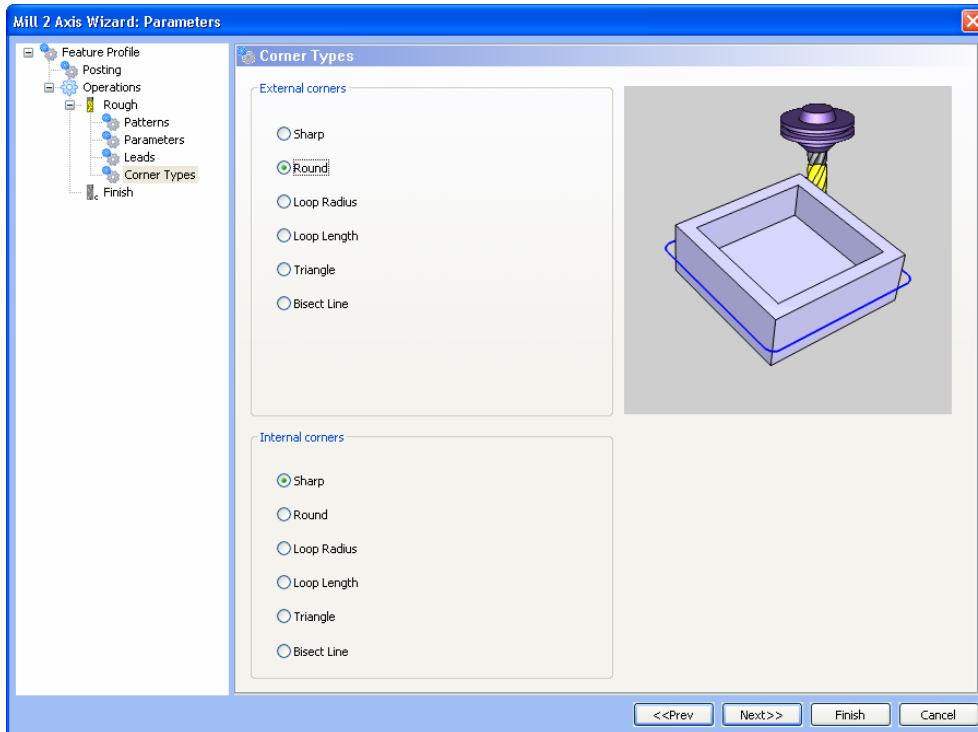 Mill 2 Axis Wizard: Parameters
Feature Profile
Posting
Operations
Rough
Patterns
Parameters
Leads
Corner Types
c Finish
Corner Types
External corners
Sharp
Round
Loop Radius
Loop Length
Triangle
Bisect Line
Internal corners
Sharp
Round
Loop Radius
Loop Length
Triangle
Bisect Line
<<Prev
Next>>
Finish
Cancel